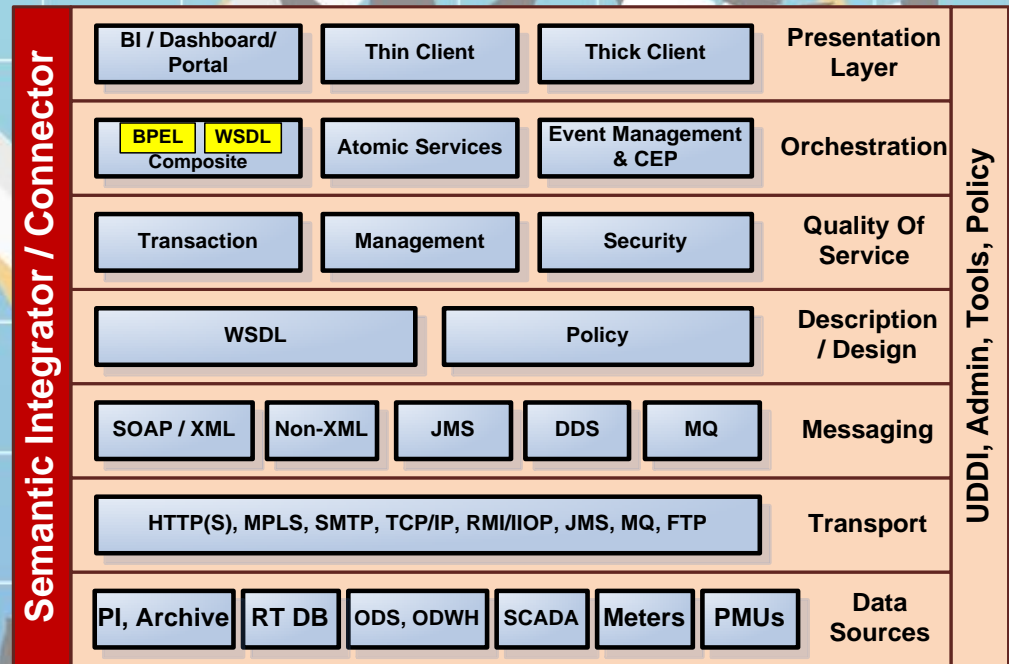 Semantic Integrator / Connector
BI / Dashboard/
Portal
Thin Client
Thick Client
Presentation
Layer
BPEL
WSDL
Composite
Atomic Services
Event Management
& CEP
Orchestration
Transaction
Management
Security
Quality Of
Service
WSDL
Policy
Description
/ Design
SOAP / XML
Non-XML
JMS
DDS
MQ
Messaging
HTTP(S), MPLS, SMTP, TCP/IP, RMI/IIOP, JMS, MQ, FTP
Transport
PI, Archive
RT DB
ODS, ODWH
SCADA
Meters
PMUs
Data
Sources
UDDI, Admin, Tools, Policy